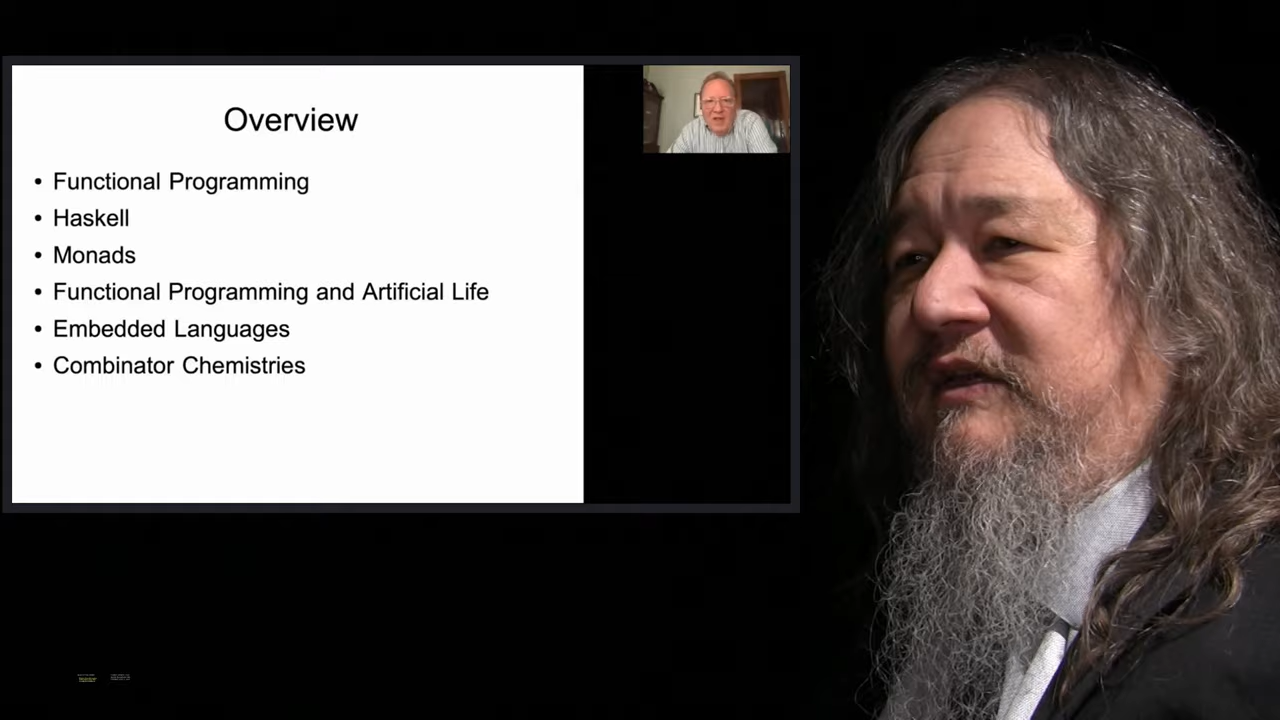 Overview
• Functional Programming
• Haskell
• Monads
• Functional Programming and Artificial Life
• Embedded Languages
• Combinator Chemistries